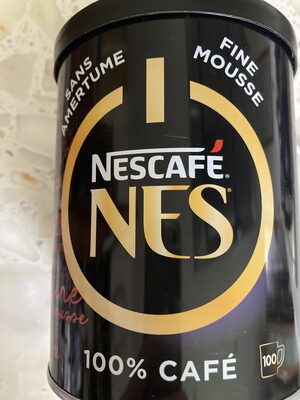 SANS
AMERTUME
FINE
MOUSSE
NESCAFÉ
NES
100% CAFÉ
100